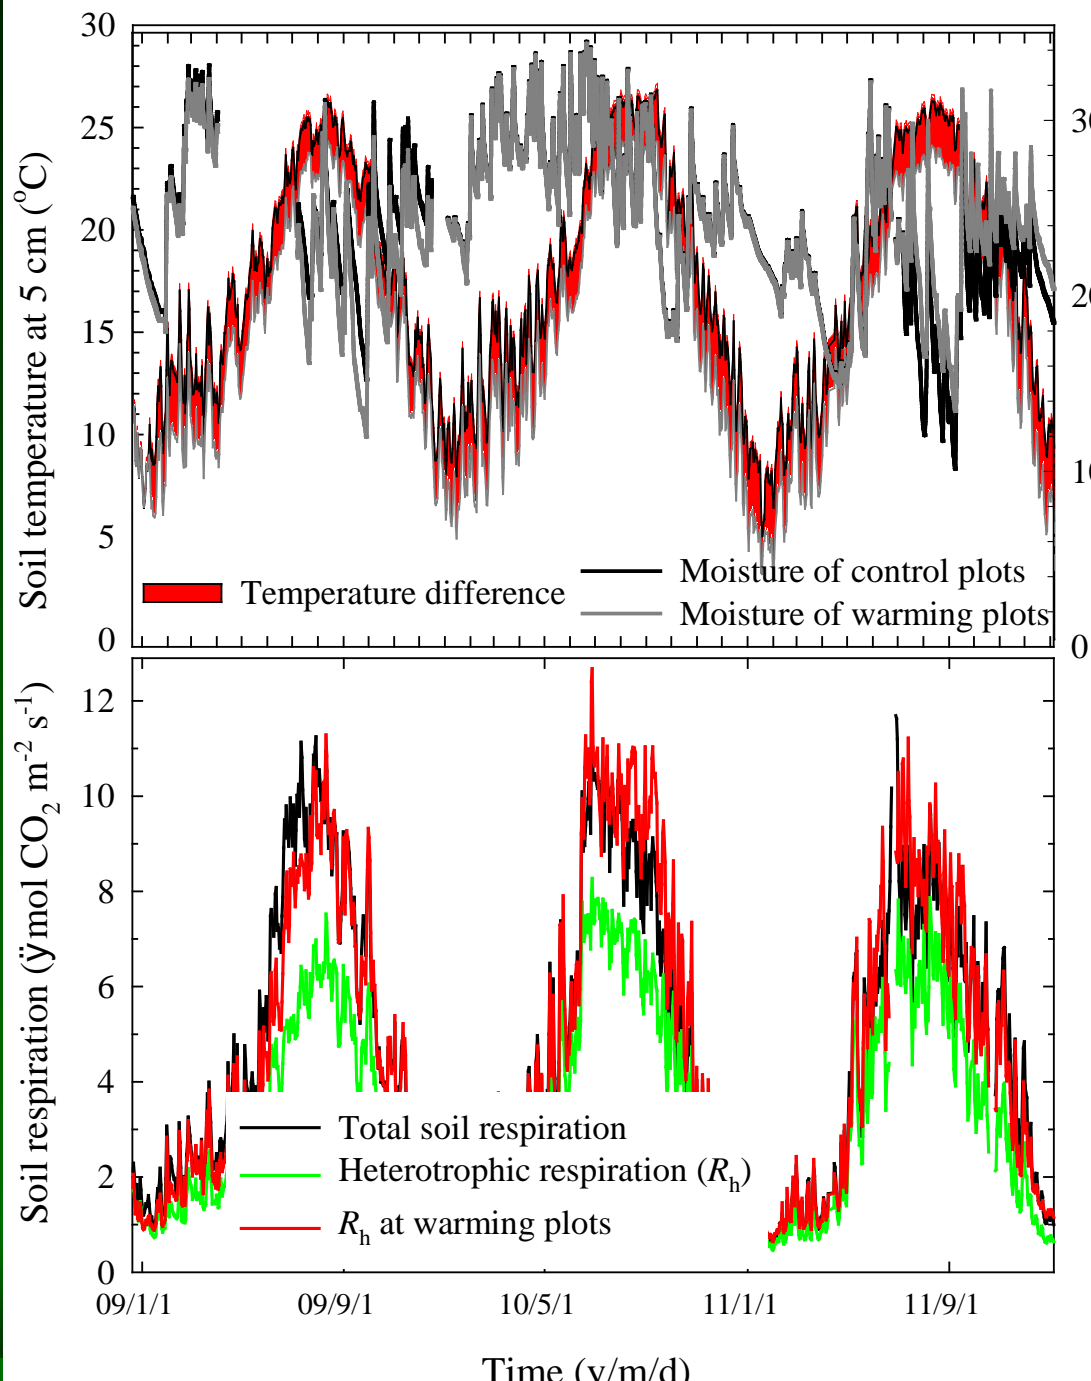 30
25
20
15
10
5
0
Soil temperature at 5 cm (°C)
30
20
10
0
Temperature difference
Moisture of control plots
Moisture of warming plots
12
10
8
6
4
2
0
Soil respiration (ÿmol CO2 m-2 s-1)
Total soil respiration
Heterotrophic respiration (Rh)
Rh at warming plots
09/1/1 09/9/1 10/5/1 11/1/1 11/9/1
Time (y/m/d)